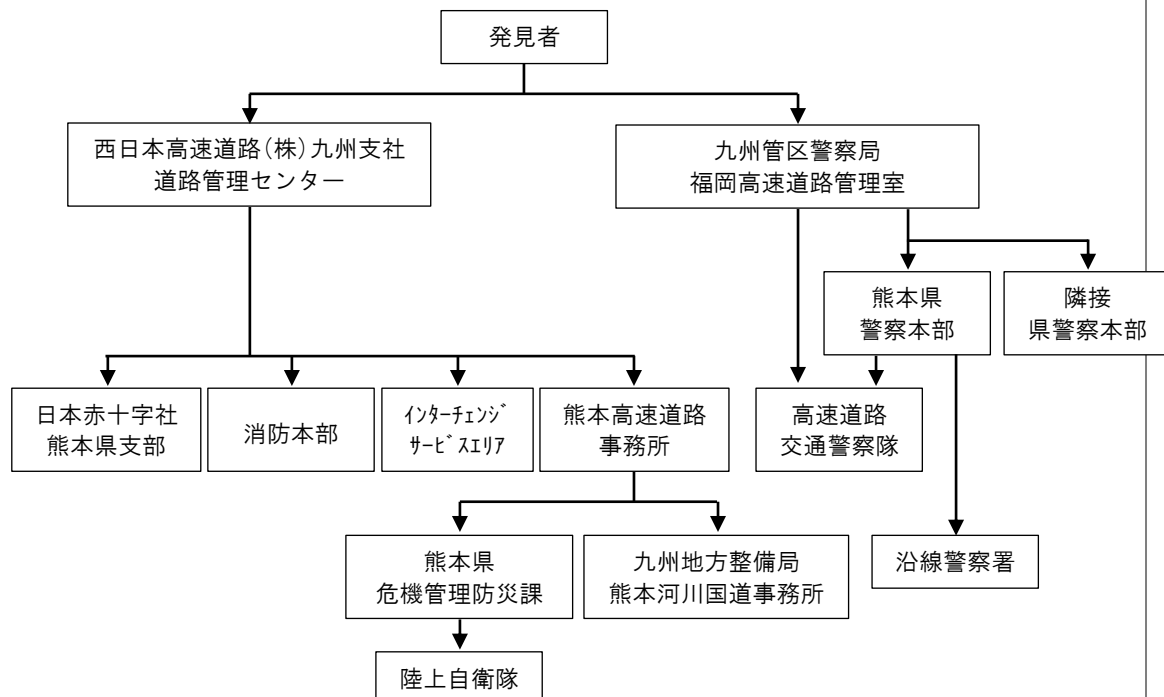 発見者
西日本高速道路(株)九州支社
道路管理センター
九州管区警察局
福岡高速道路管理室
熊本県
警察本部
隣接
県警察本部
日本赤十字社
熊本県支部
消防本部
ｲﾝﾀｰﾁｪﾝｼﾞ
ｻｰﾋﾞｽｴﾘｱ
熊本高速道路
事務所
高速道路
交通警察隊
熊本県
危機管理防災課
九州地方整備局
熊本河川国道事務所
沿線警察署
陸上自衛隊